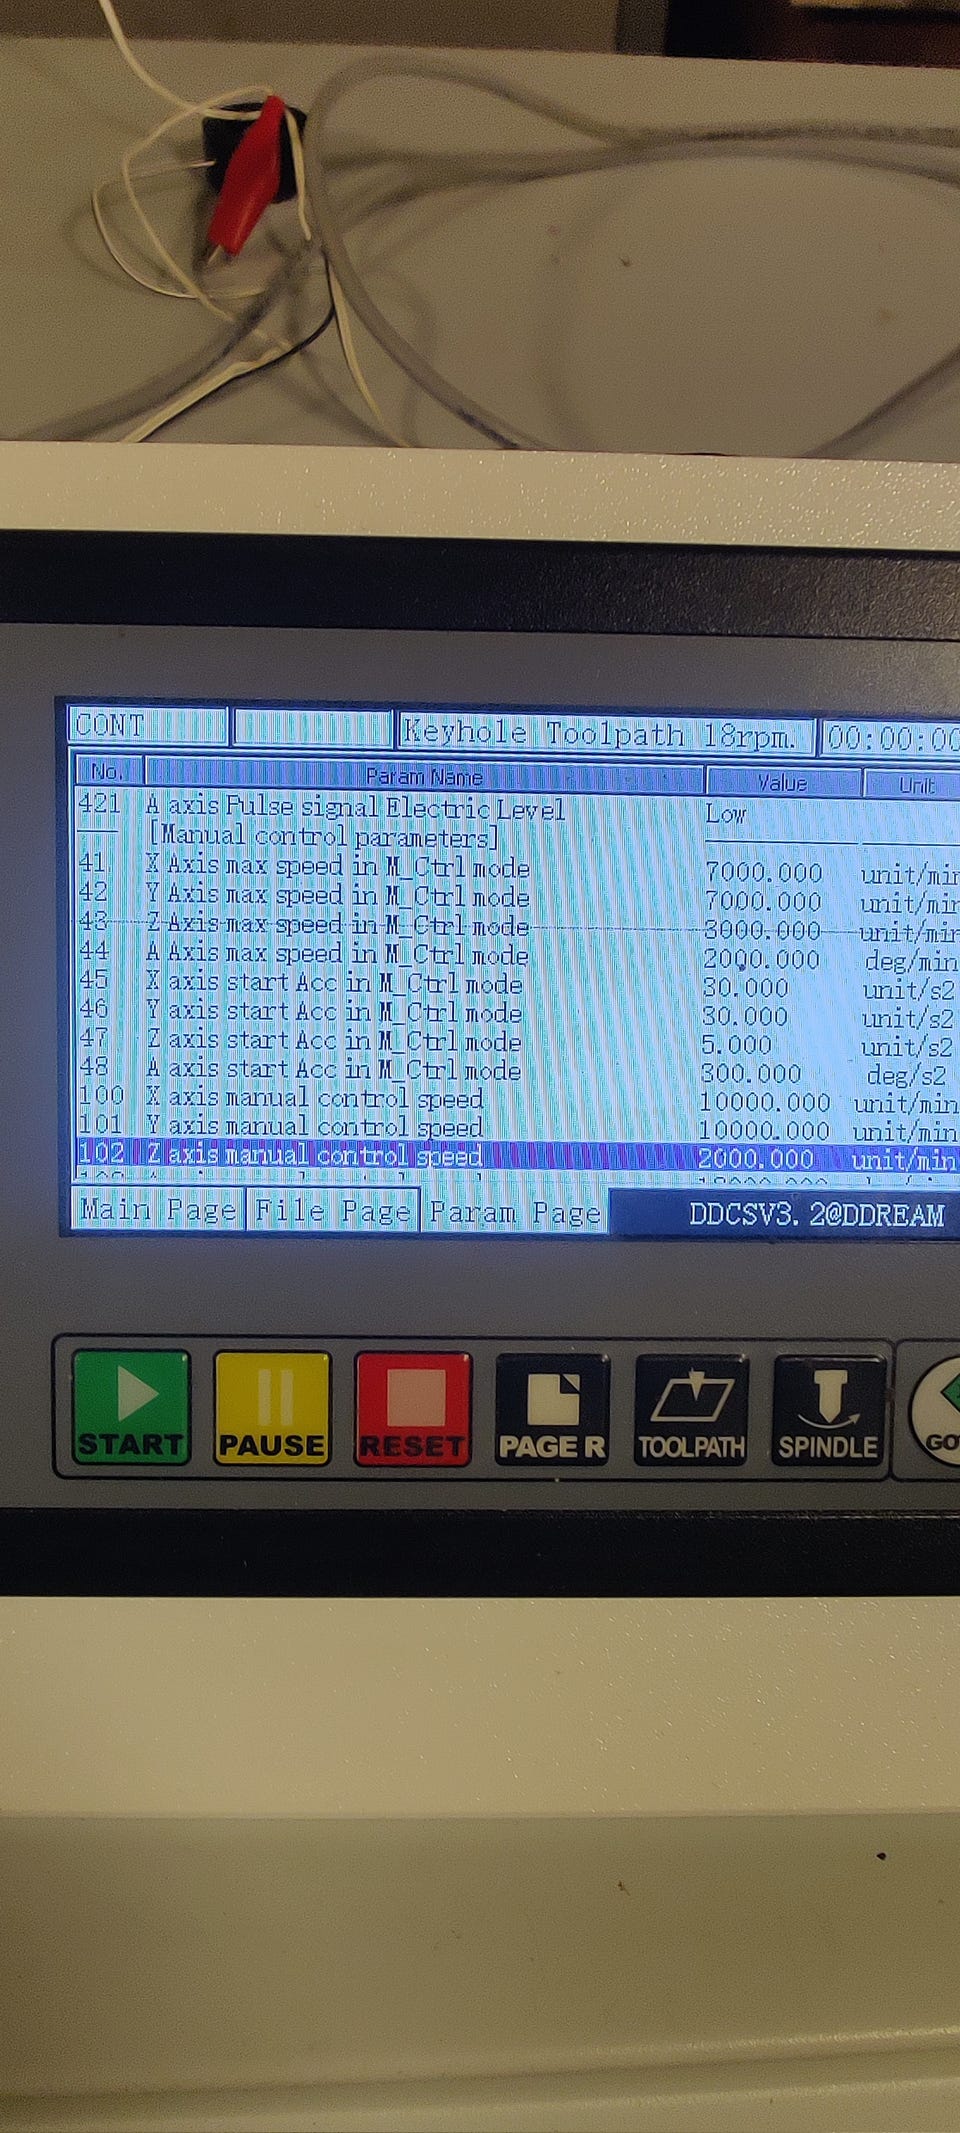 CONT Keyhole Toolpath 18rpm. 00:00:00
No. Param Name Value Unit
421 A axis Pulse signal Electric Level Low
[Manual control parameters]
41 X Axis max speed in M_Ctrl mode 7000.000 unit/min
42 Y Axis max speed in M_Ctrl mode 7000.000 unit/min
43 Z Axis max speed in M_Ctrl mode 3000.000 unit/min
44 A Axis max speed in M_Ctrl mode 2000.000 deg/min
45 X axis start Acc in M_Ctrl mode 30.000 unit/s2
46 Y axis start Acc in M_Ctrl mode 30.000 unit/s2
47 Z axis start Acc in M_Ctrl mode 5.000 unit/s2
48 A axis start Acc in M_Ctrl mode 300.000 deg/s2
100 X axis manual control speed 10000.000 unit/min
101 Y axis manual control speed 10000.000 unit/min
102 Z axis manual control speed 2000.000 unit/min
Main Page File Page Param Page DDCSV3.2@DDREAM
START PAUSE RESET PAGE R TOOLPATH SPINDLE GO